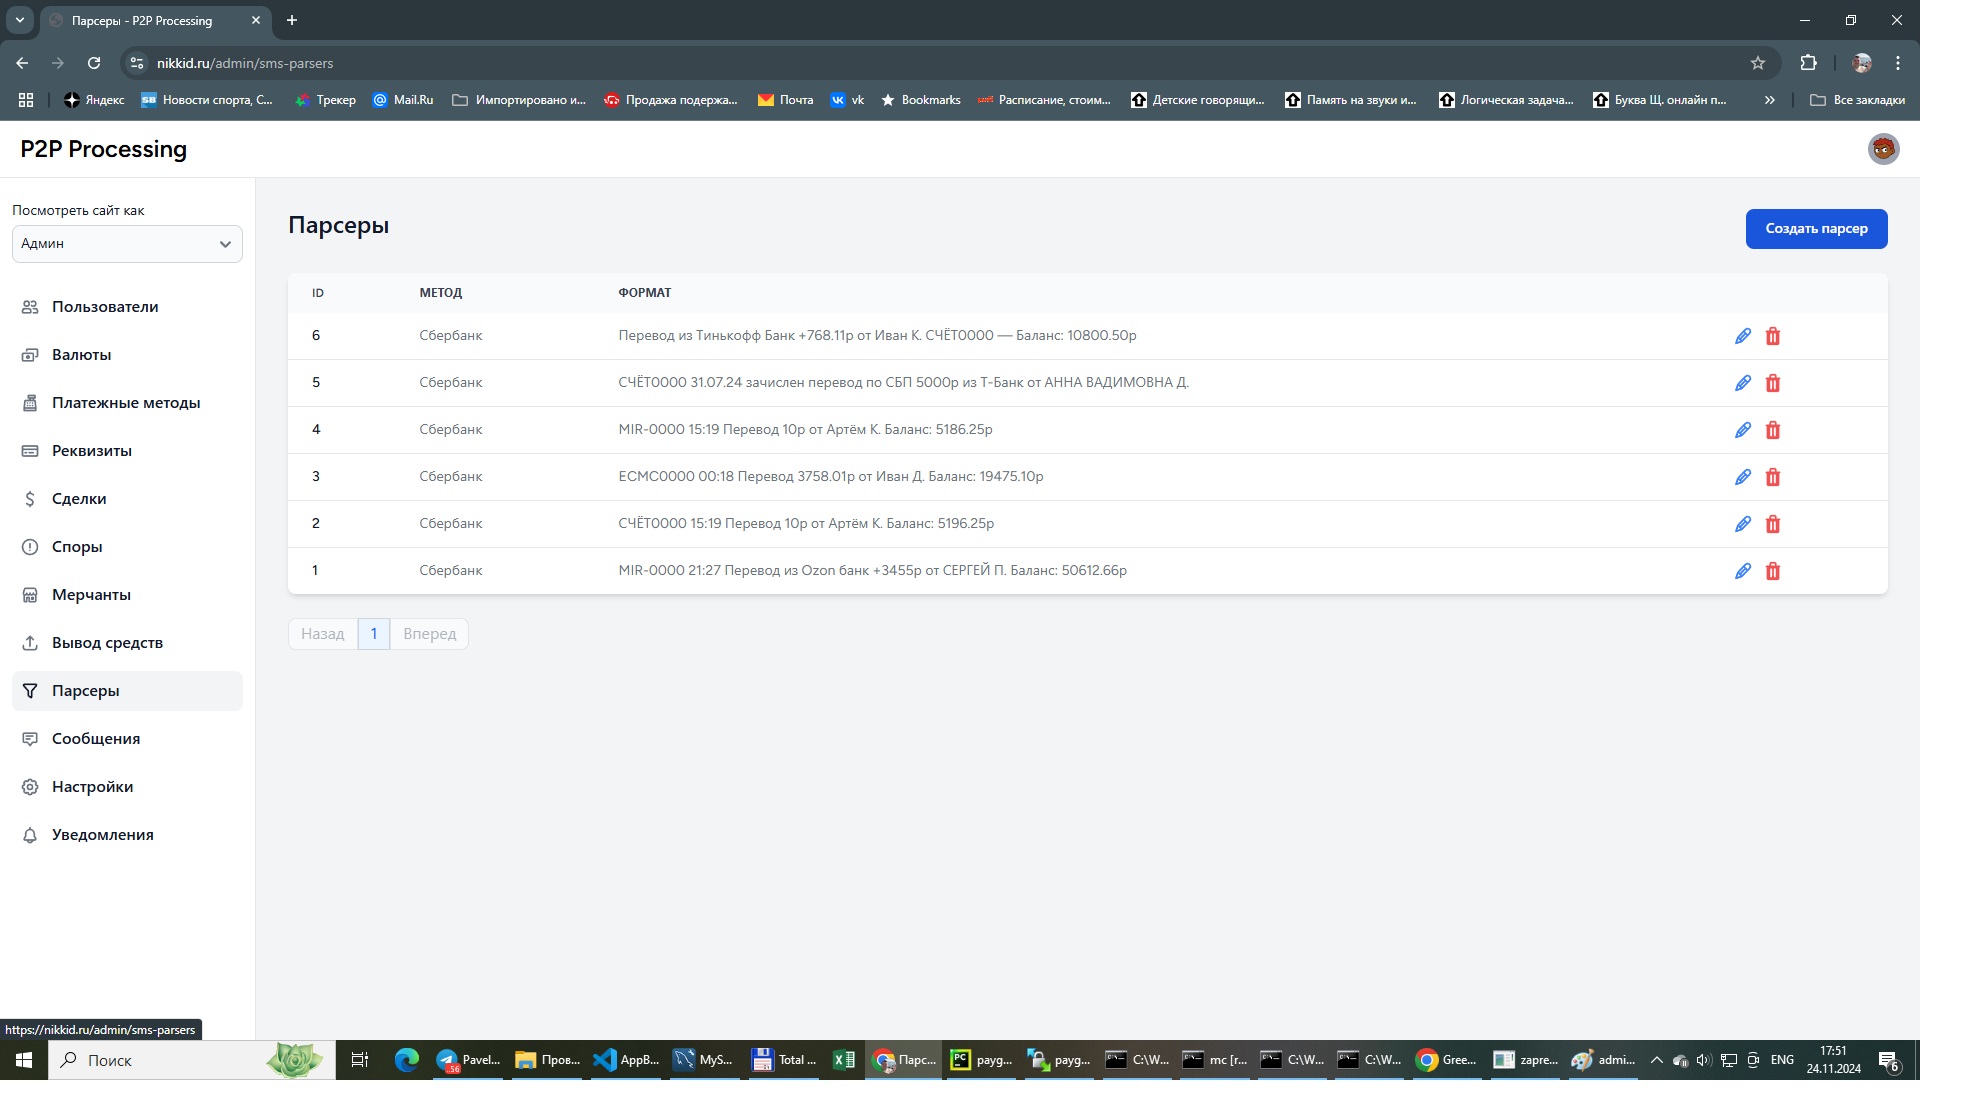 Парсеры - P2P Processing
nikkid.ru/admin/sms-parsers
Яндекс Новости спорта, С... Трекер Mail.Ru Импортировано и... Продажа подержа... Почта vk Bookmarks Расписание, стоим... Детские говорящи... Память на звуки и... Логическая задача... Буква Щ. онлайн п... Все закладки
P2P Processing
Посмотреть сайт как
Админ
Пользователи
Валюты
Платежные методы
Реквизиты
Сделки
Споры
Мерчанты
Вывод средств
Парсеры
Сообщения
Настройки
Уведомления
Парсеры
Создать парсер
ID МЕТОД ФОРМАТ
6 Сбербанк Перевод из Тинькофф Банк +768.11р от Иван К. СЧЁТ0000 — Баланс: 10800.50р
5 Сбербанк СЧЁТ0000 31.07.24 зачислен перевод по СБП 5000р из Т-Банк от АННА ВАДИМОВНА Д.
4 Сбербанк MIR-0000 15:19 Перевод 10р от Артём К. Баланс: 5186.25р
3 Сбербанк ЕСМС0000 00:18 Перевод 3758.01р от Иван Д. Баланс: 19475.10р
2 Сбербанк СЧЁТ0000 15:19 Перевод 10р от Артём К. Баланс: 5196.25р
1 Сбербанк MIR-0000 21:27 Перевод из Ozon банк +3455р от СЕРГЕЙ П. Баланс: 50612.66р
Назад 1 Вперед
https://nikkid.ru/admin/sms-parsers
Поиск .56 Pavel... Пров... AppB... MyS... Total ... Парс... payg... payg... C:\W... mc [r... C:\W... C:\W... Gree... zapre... admi... ENG 17:51
24.11.2024 6